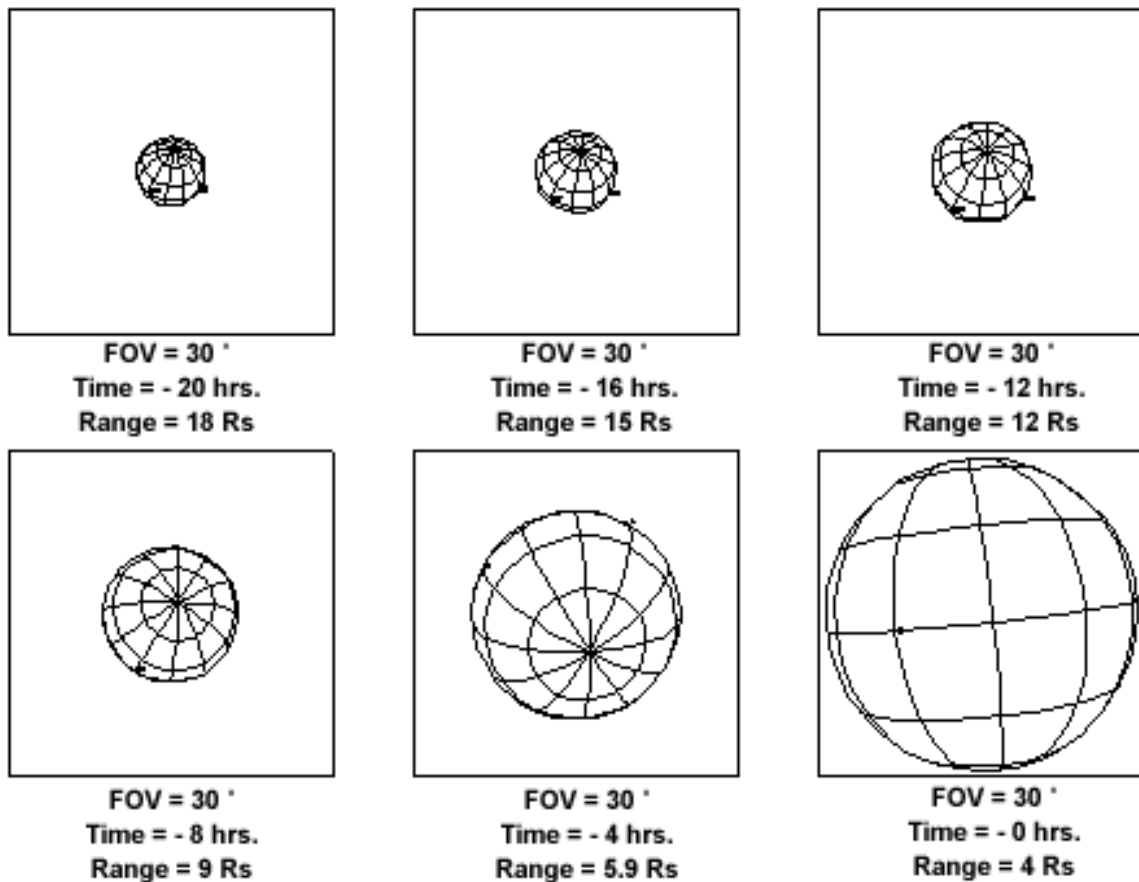 FOV = 30 °
Time = - 20 hrs.
Range = 18 Rs
FOV = 30 °
Time = - 16 hrs.
Range = 15 Rs
FOV = 30 °
Time = - 12 hrs.
Range = 12 Rs
FOV = 30 °
Time = - 8 hrs.
Range = 9 Rs
FOV = 30 °
Time = - 4 hrs.
Range = 5.9 Rs
FOV = 30 °
Time = - 0 hrs.
Range = 4 Rs